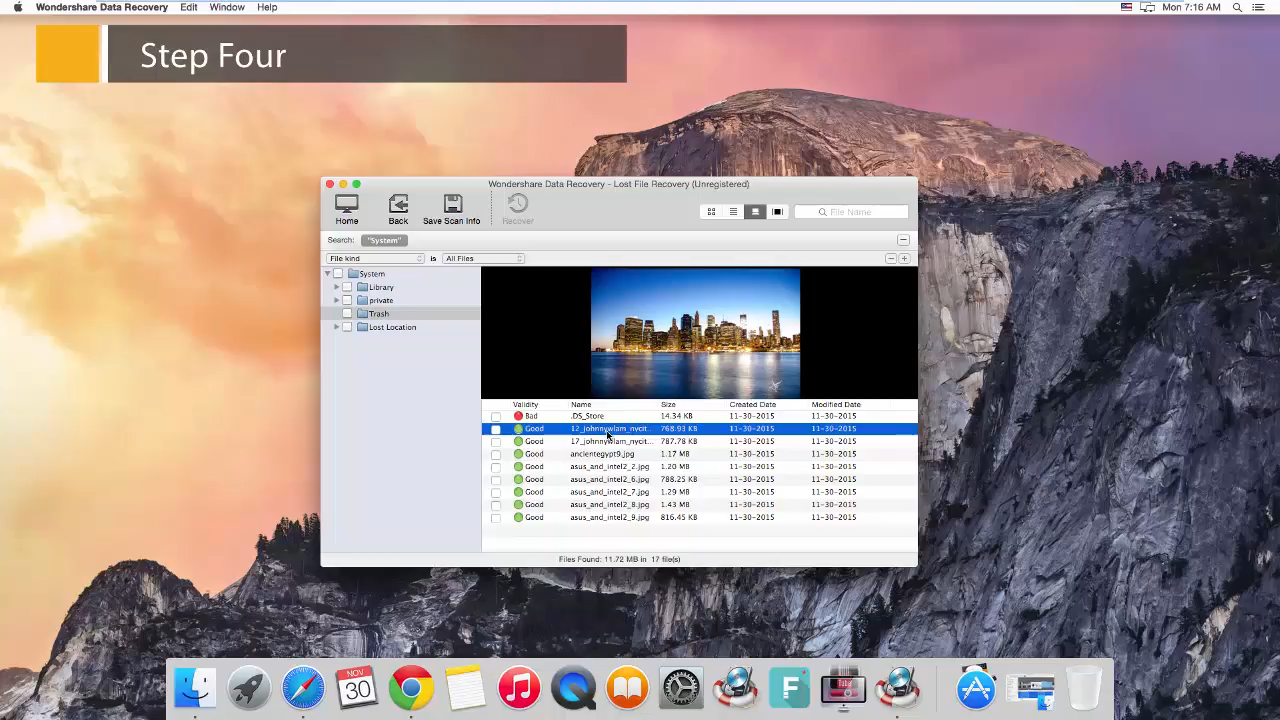 Wondershare Data Recovery Edit Window Help Mon 7:16 AM
Step Four
Wondershare Data Recovery - Lost File Recovery (Unregistered)
Home Back Save Scan Info Recover File Name
Search: "System"
File kind is All Files
System
Library
private
Trash
Lost Location
Validity Name Size Created Date Modified Date
Bad .DS_Store 14.34 KB 11-30-2015 11-30-2015
Good 12_johnnywlam_nycit... 768.93 KB 11-30-2015 11-30-2015
Good 17_johnnywlam_nycit... 787.78 KB 11-30-2015 11-30-2015
Good ancientegypt9.jpg 1.17 MB 11-30-2015 11-30-2015
Good asus_and_intel2_2.jpg 1.20 MB 11-30-2015 11-30-2015
Good asus_and_intel2_6.jpg 788.25 KB 11-30-2015 11-30-2015
Good asus_and_intel2_7.jpg 1.29 MB 11-30-2015 11-30-2015
Good asus_and_intel2_8.jpg 1.43 MB 11-30-2015 11-30-2015
Good asus_and_intel2_9.jpg 816.45 KB 11-30-2015 11-30-2015
Files Found: 11.72 MB in 17 file(s)
NOV
30